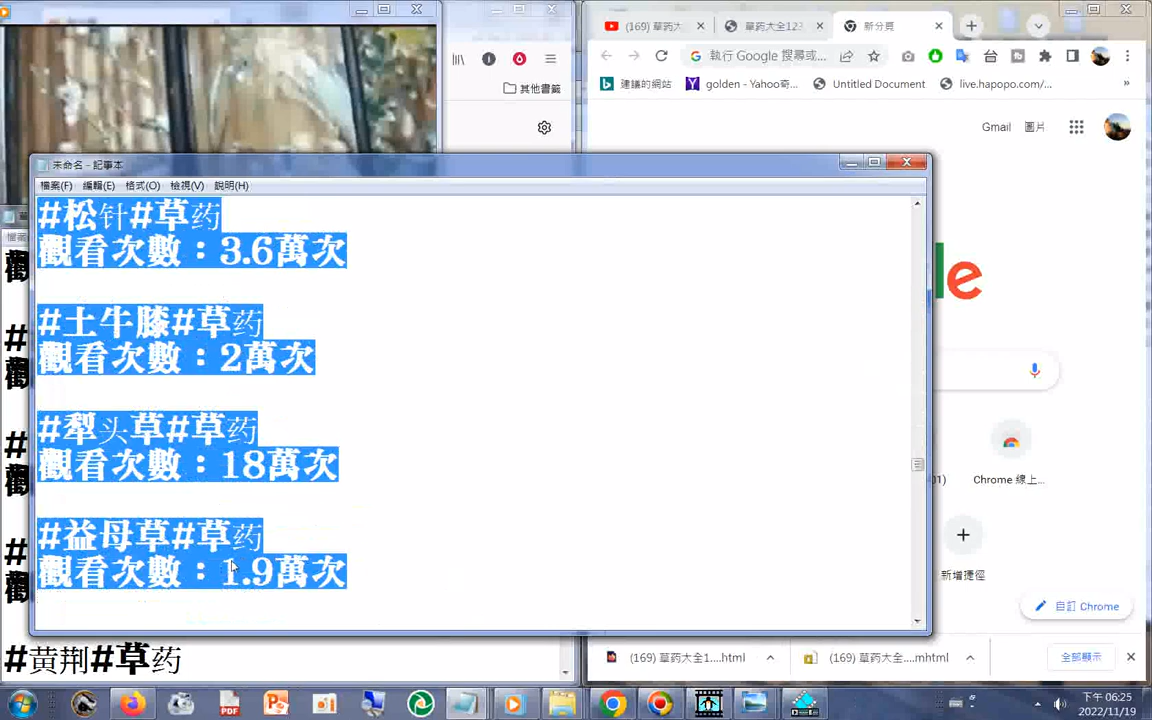 (169) 草药大
草药大全123
新分頁
執行 Google 搜尋或...
其他書籤
建議的網站
golden - Yahoo奇...
Untitled Document
live.hapopo.com/...
»
Gmail
圖片
未命名 - 記事本
檔案(F) 編輯(E) 格式(O) 檢視(V) 說明(H)
#松针#草药
觀看次數：3.6萬次
#土牛膝#草药
觀看次數：2萬次
#犁头草#草药
觀看次數：18萬次
#益母草#草药
觀看次數：1.9萬次
#黄荆#草药
le
Chrome 線上...
新增捷徑
自訂 Chrome
(169) 草药大全1....html
(169) 草药大全....mhtml
全部顯示
PDF
下午 06:25
2022/11/19